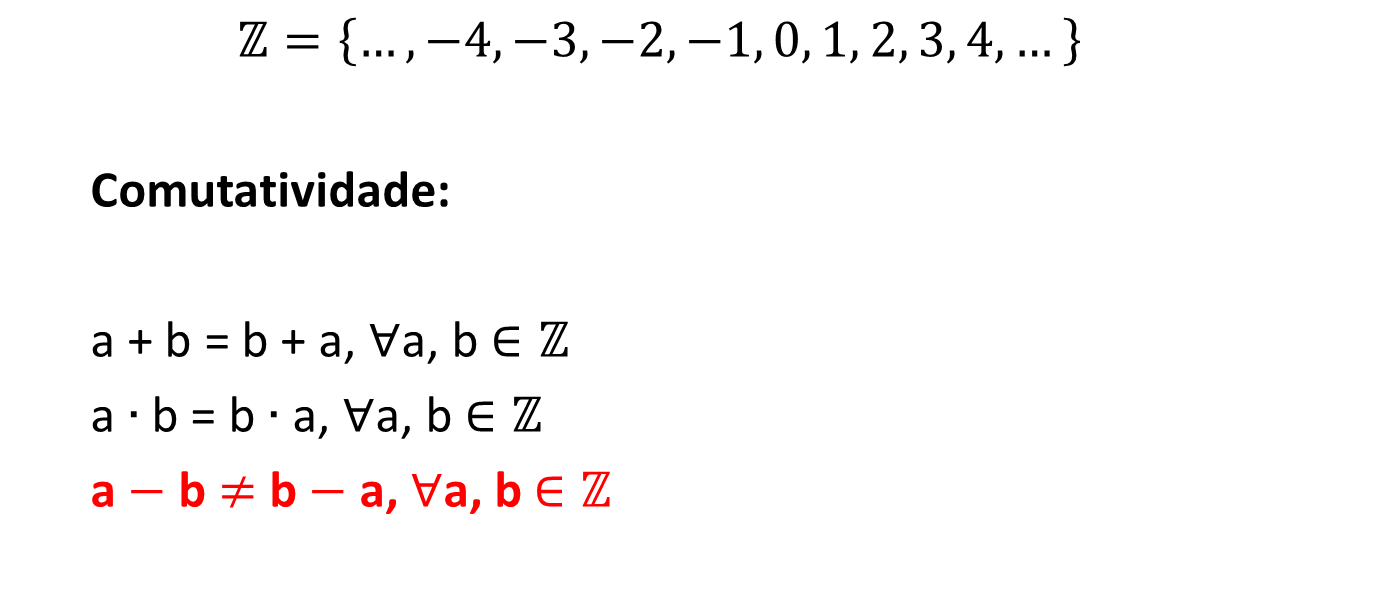 ℤ = {… , −4, −3, −2, −1, 0, 1, 2, 3, 4, … }
Comutatividade:
a + b = b + a, ∀a, b ∈ ℤ
a · b = b · a, ∀a, b ∈ ℤ
a − b ≠ b − a, ∀a, b ∈ ℤ